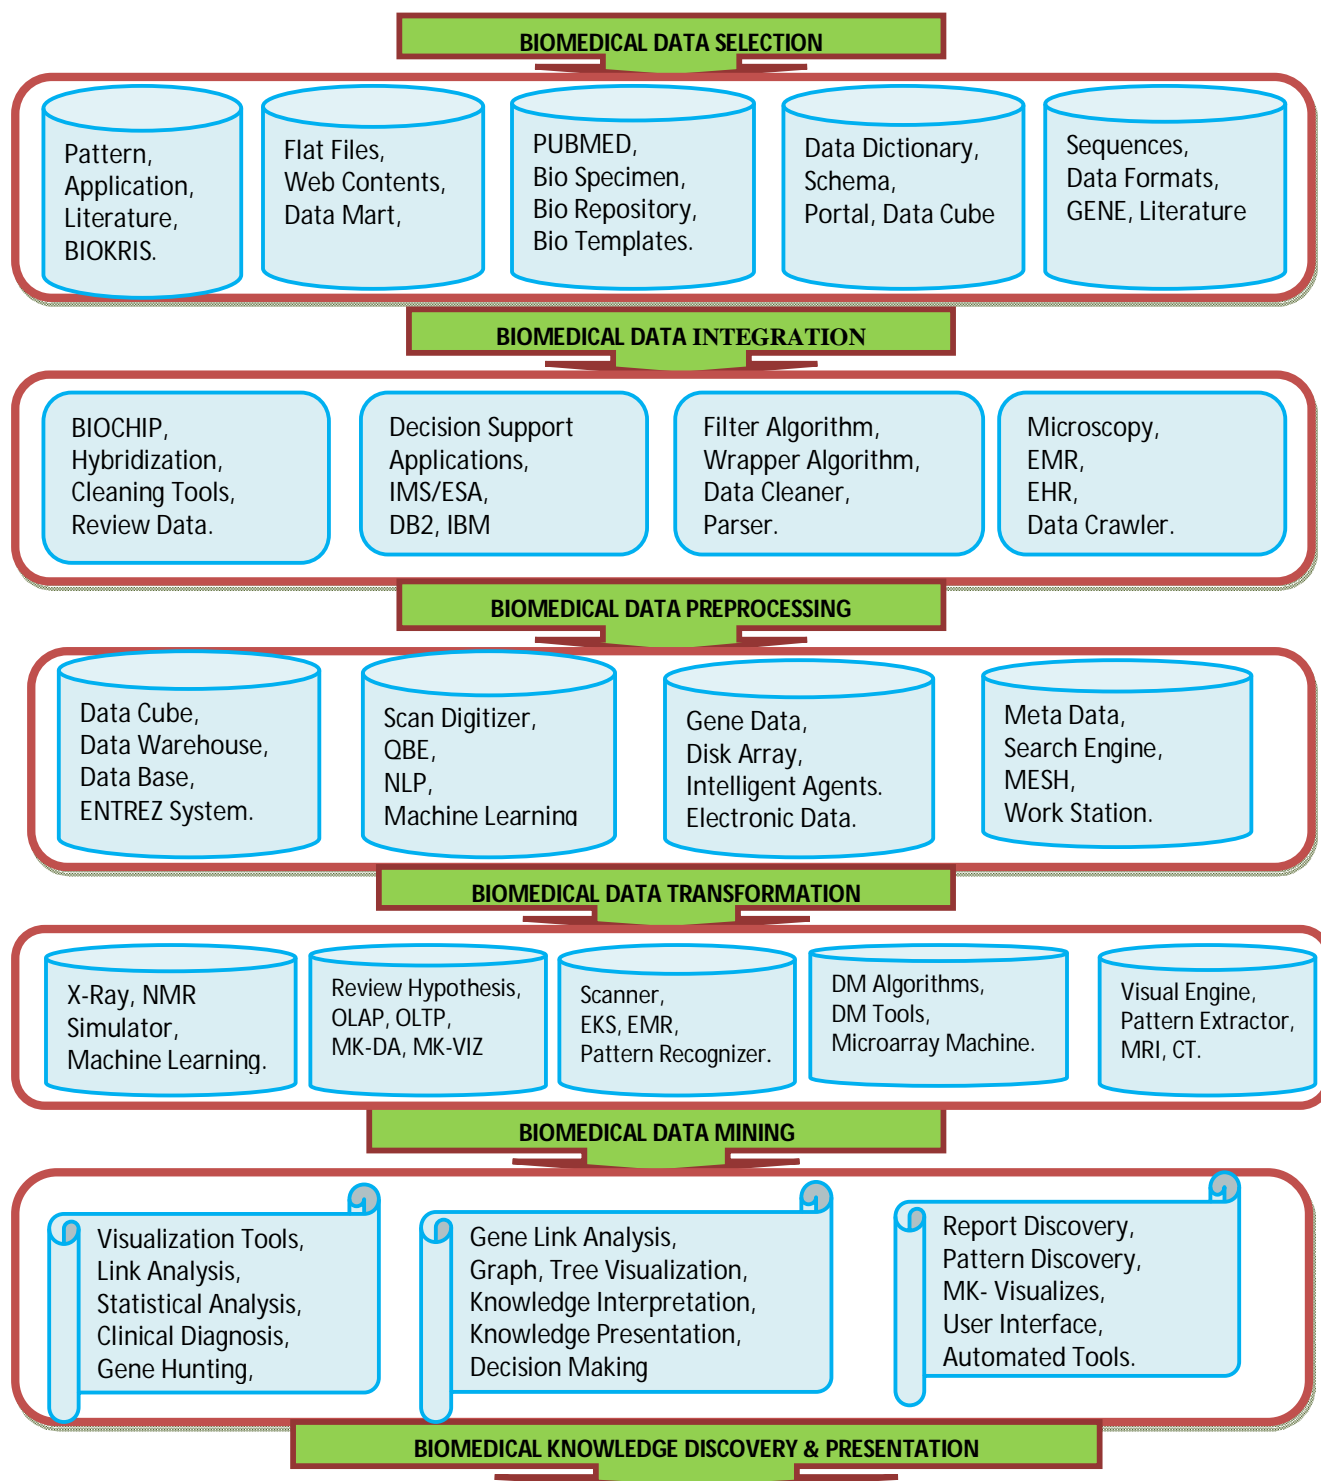 BIOMEDICAL DATA SELECTION
Pattern,
Application,
Literature,
BIOKRIS.
Flat Files,
Web Contents,
Data Mart,
PUBMED,
Bio Specimen,
Bio Repository,
Bio Templates.
Data Dictionary,
Schema,
Portal, Data Cube
Sequences,
Data Formats,
GENE, Literature
BIOMEDICAL DATA INTEGRATION
BIOCHIP,
Hybridization,
Cleaning Tools,
Review Data.
Decision Support
Applications,
IMS/ESA,
DB2, IBM
Filter Algorithm,
Wrapper Algorithm,
Data Cleaner,
Parser.
Microscopy,
EMR,
EHR,
Data Crawler.
BIOMEDICAL DATA PREPROCESSING
Data Cube,
Data Warehouse,
Data Base,
ENTREZ System.
Scan Digitizer,
QBE,
NLP,
Machine Learning
Gene Data,
Disk Array,
Intelligent Agents.
Electronic Data.
Meta Data,
Search Engine,
MESH,
Work Station.
BIOMEDICAL DATA TRANSFORMATION
X-Ray, NMR
Simulator,
Machine Learning.
Review Hypothesis,
OLAP, OLTP,
MK-DA, MK-VIZ
Scanner,
EKS, EMR,
Pattern Recognizer.
DM Algorithms,
DM Tools,
Microarray Machine.
Visual Engine,
Pattern Extractor,
MRI, CT.
BIOMEDICAL DATA MINING
Visualization Tools,
Link Analysis,
Statistical Analysis,
Clinical Diagnosis,
Gene Hunting,
Gene Link Analysis,
Graph, Tree Visualization,
Knowledge Interpretation,
Knowledge Presentation,
Decision Making
Report Discovery,
Pattern Discovery,
MK- Visualizes,
User Interface,
Automated Tools.
BIOMEDICAL KNOWLEDGE DISCOVERY & PRESENTATION